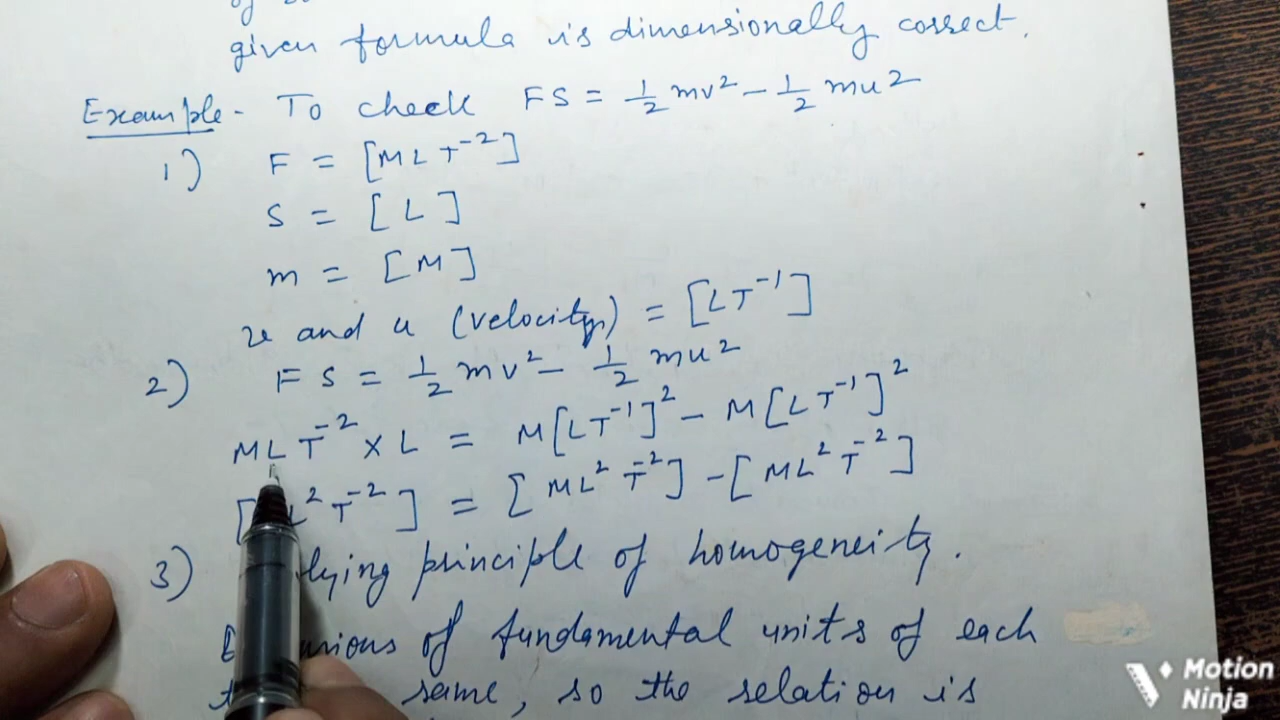 given formula is dimensionally correct.
Example - To check FS = 1/2 mv² - 1/2 mu²
1) F = [MLT⁻²]
S = [L]
m = [M]
v and u (velocity) = [LT⁻¹]
2) FS = 1/2 mv² - 1/2 mu²
MLT⁻² × L = M[LT⁻¹]² - M[LT⁻¹]²
[L²T⁻²] = [ML²T⁻²] - [ML²T⁻²]
3) principle of homogeneity.
of fundamental units of each
same, so the relation is
Motion
Ninja